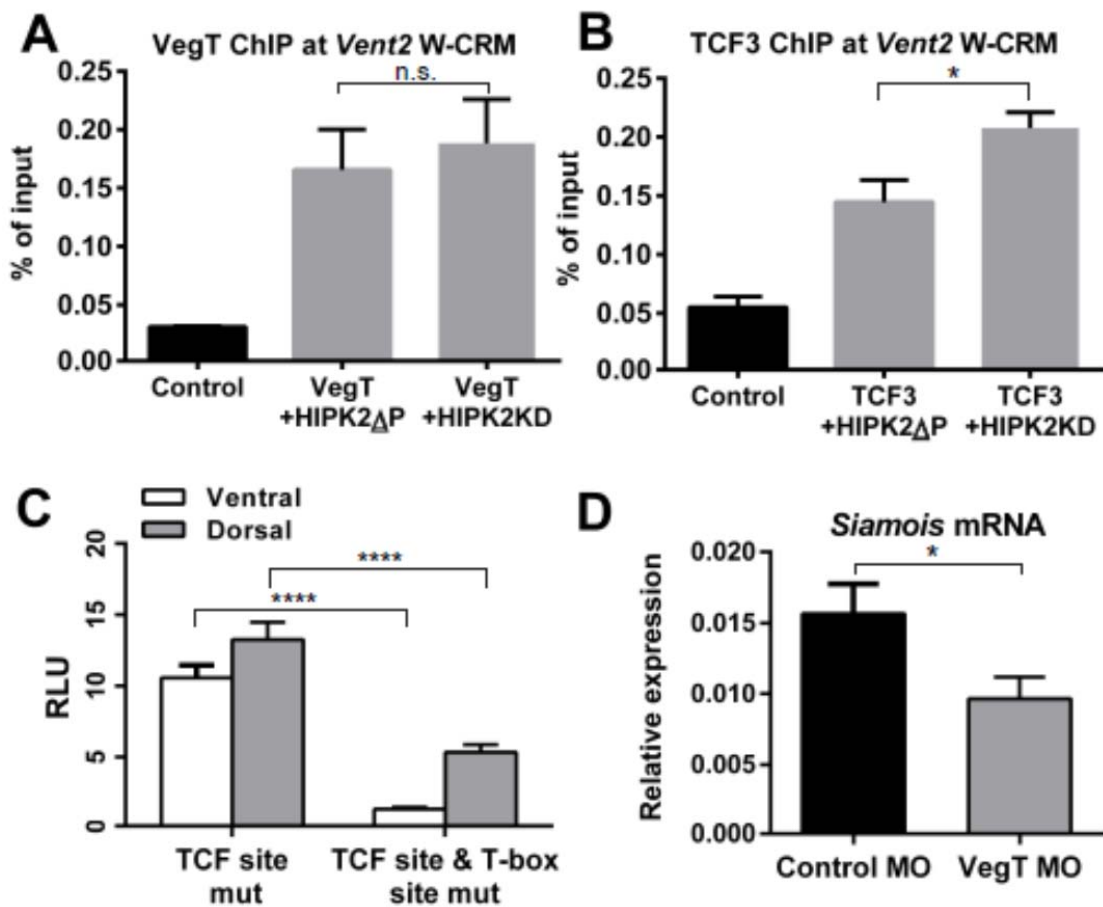 A
VegT ChIP at Vent2 W-CRM
n.s.
% of input
0.25
0.20
0.15
0.10
0.05
0.00
Control
VegT
+HIPK2ΔP
VegT
+HIPK2KD
B
TCF3 ChIP at Vent2 W-CRM
*
% of input
0.25
0.20
0.15
0.10
0.05
0.00
Control
TCF3
+HIPK2ΔP
TCF3
+HIPK2KD
C
Ventral
Dorsal
****
****
RLU
20
15
10
5
0
TCF site
mut
TCF site & T-box
site mut
D
Siamois mRNA
*
Relative expression
0.020
0.015
0.010
0.005
0.000
Control MO
VegT MO